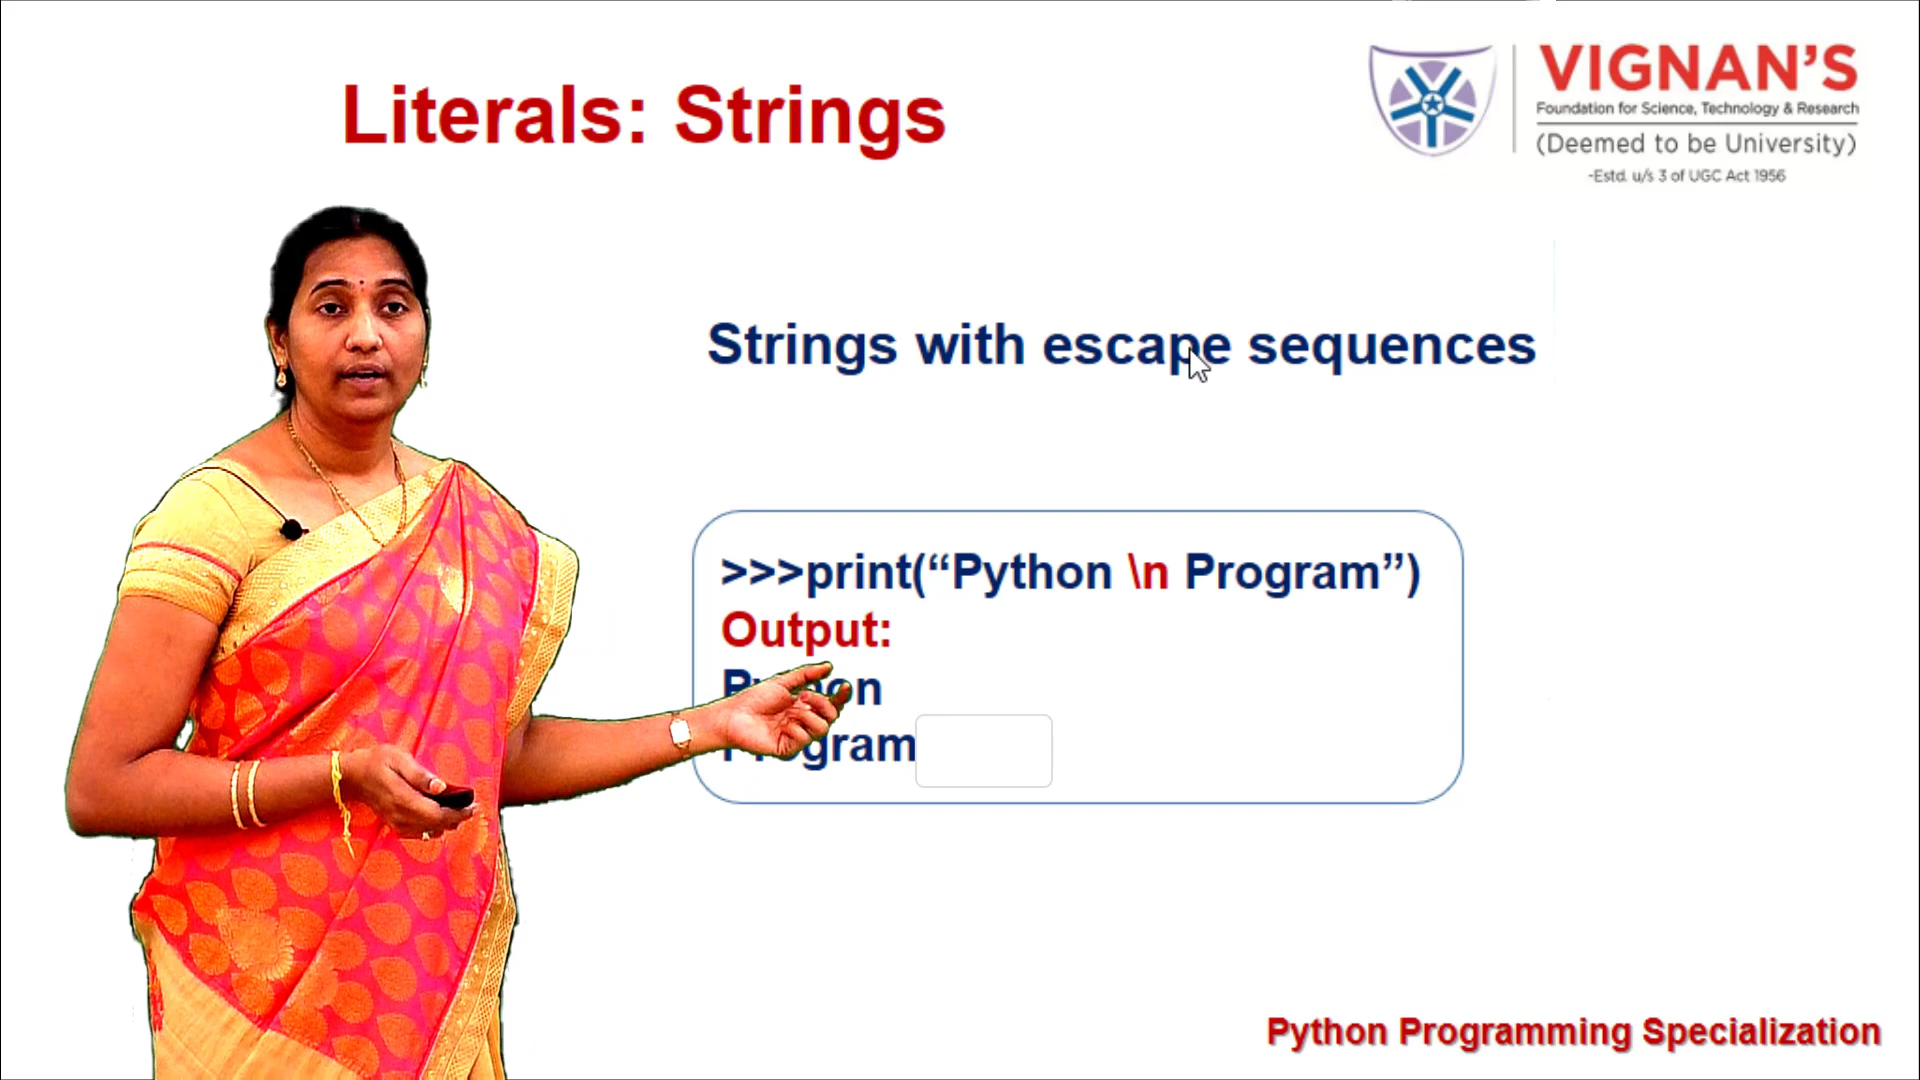 Literals: Strings
VIGNAN'S
Foundation for Science, Technology & Research
(Deemed to be University)
-Estd. u/s 3 of UGC Act 1956
Strings with escape sequences
>>>print(“Python \n Program”)
Output:
Python
Program
Python Programming Specialization